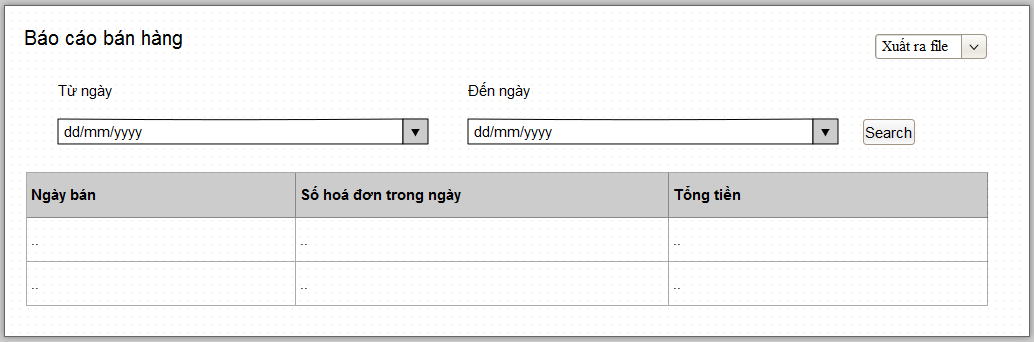 Báo cáo bán hàng
Xuất ra file
Từ ngày
Đến ngày
dd/mm/yyyy
dd/mm/yyyy
Search
Ngày bán
Số hoá đơn trong ngày
Tổng tiền
..
..
..
..
..
..